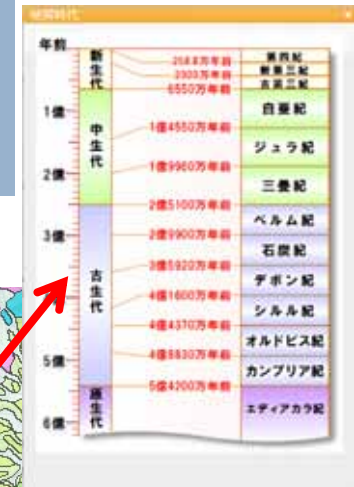 地質時代
年前
新生代
258.8万年前
第四紀
2303万年前
新第三紀
古第三紀
6550万年前
1億
中生代
白亜紀
1億4550万年前
ジュラ紀
2億
1億9960万年前
三畳紀
2億5100万年前
ペルム紀
3億
2億9900万年前
石炭紀
古生代
3億5920万年前
デボン紀
4億1600万年前
シルル紀
4億4370万年前
オルドビス紀
5億
4億8830万年前
カンブリア紀
5億4200万年前
原生代
エディアカラ紀
6億